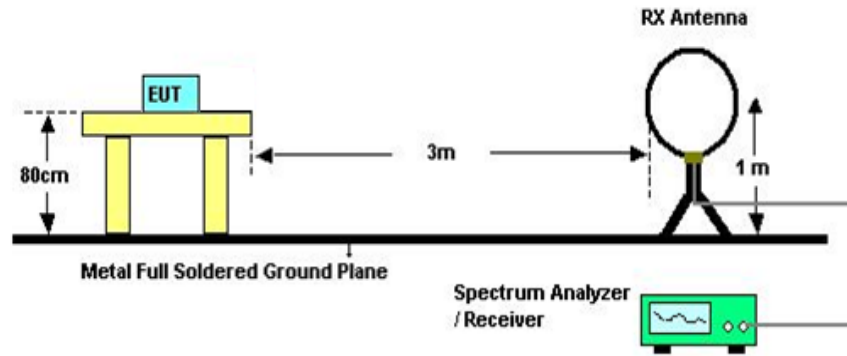 RX Antenna
EUT
3m
80cm
1 m
Metal Full Soldered Ground Plane
Spectrum Analyzer
/ Receiver